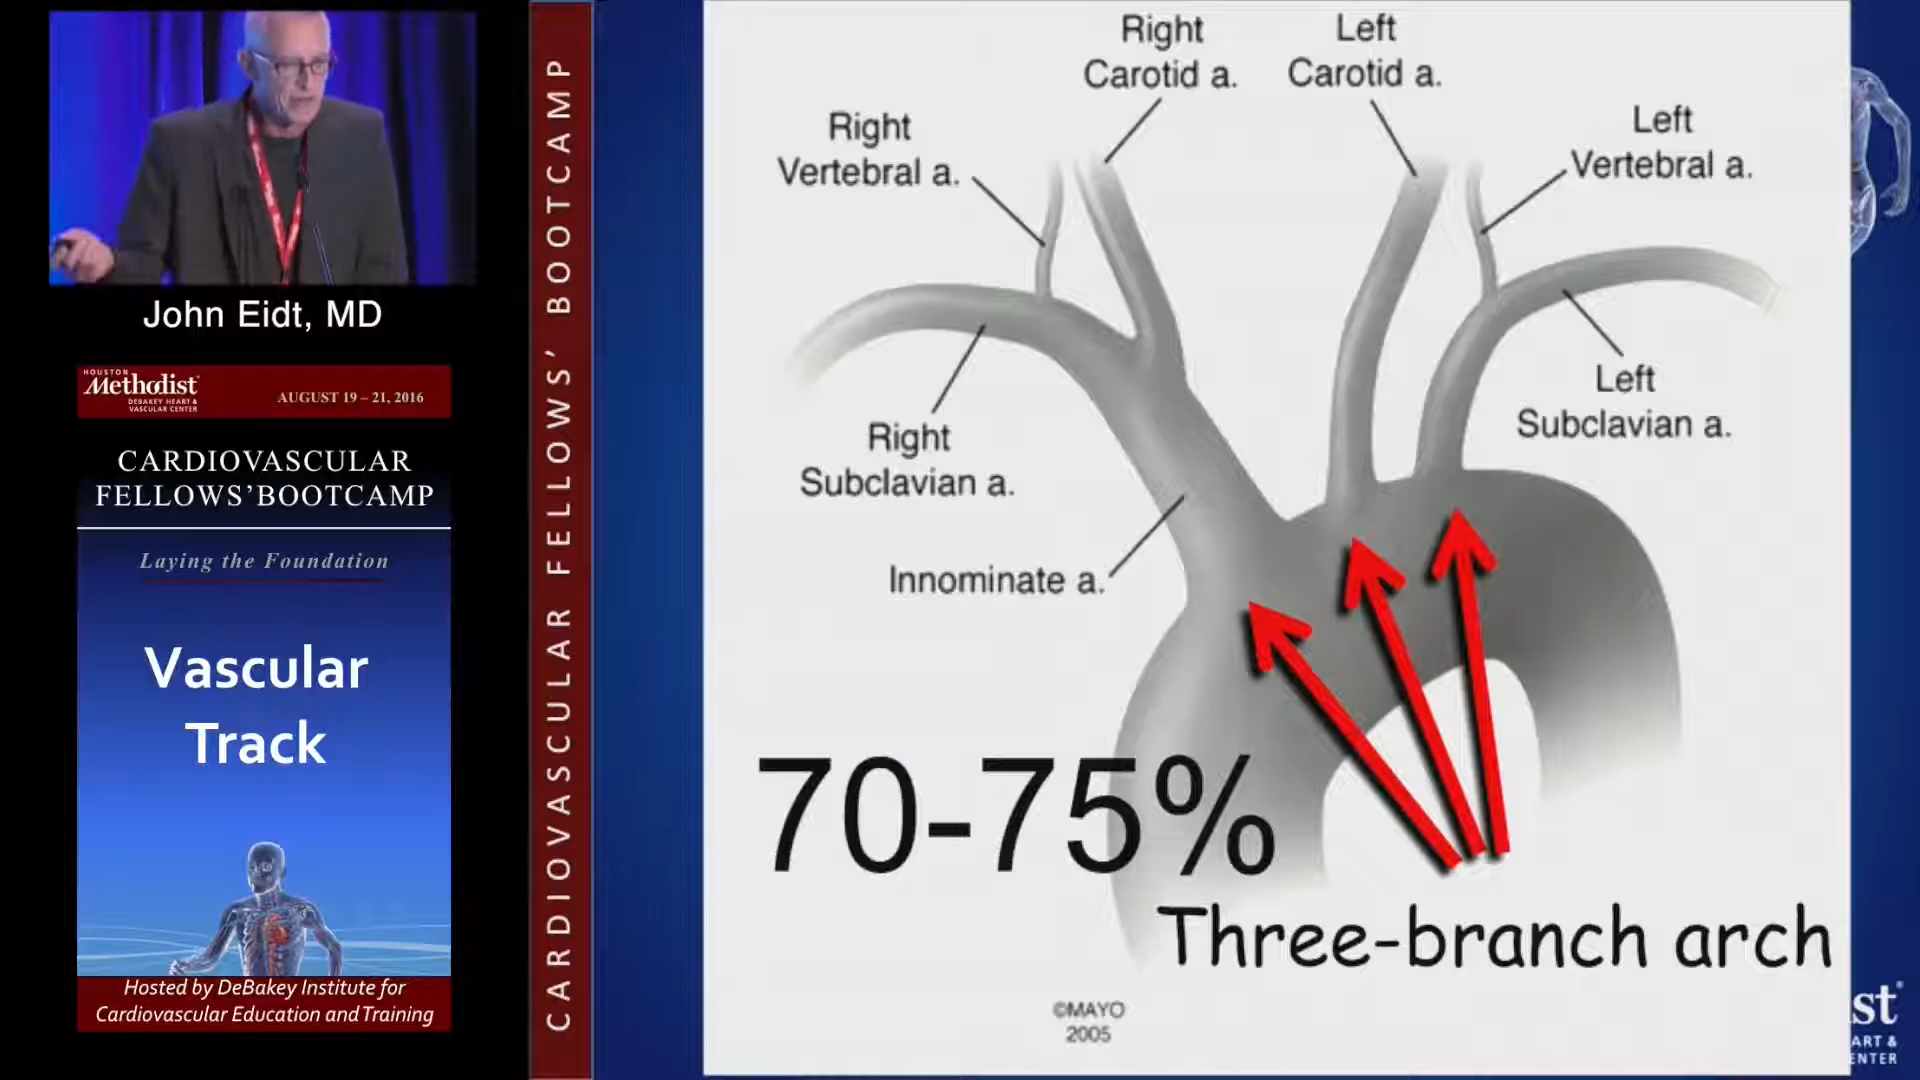 John Eidt, MD
HOUSTON
Methodist
DEBAKEY HEART &
VASCULAR CENTER
AUGUST 19 – 21, 2016
CARDIOVASCULAR
FELLOWS’BOOTCAMP
Laying the Foundation
Vascular
Track
Hosted by DeBakey Institute for
Cardiovascular Education and Training
CARDIOVASCULAR FELLOWS’ BOOTCAMP
Right
Carotid a.
Left
Carotid a.
Right
Vertebral a.
Left
Vertebral a.
Right
Subclavian a.
Left
Subclavian a.
Innominate a.
70-75%
Three-branch arch
©MAYO
2005
st
ART &
ENTER